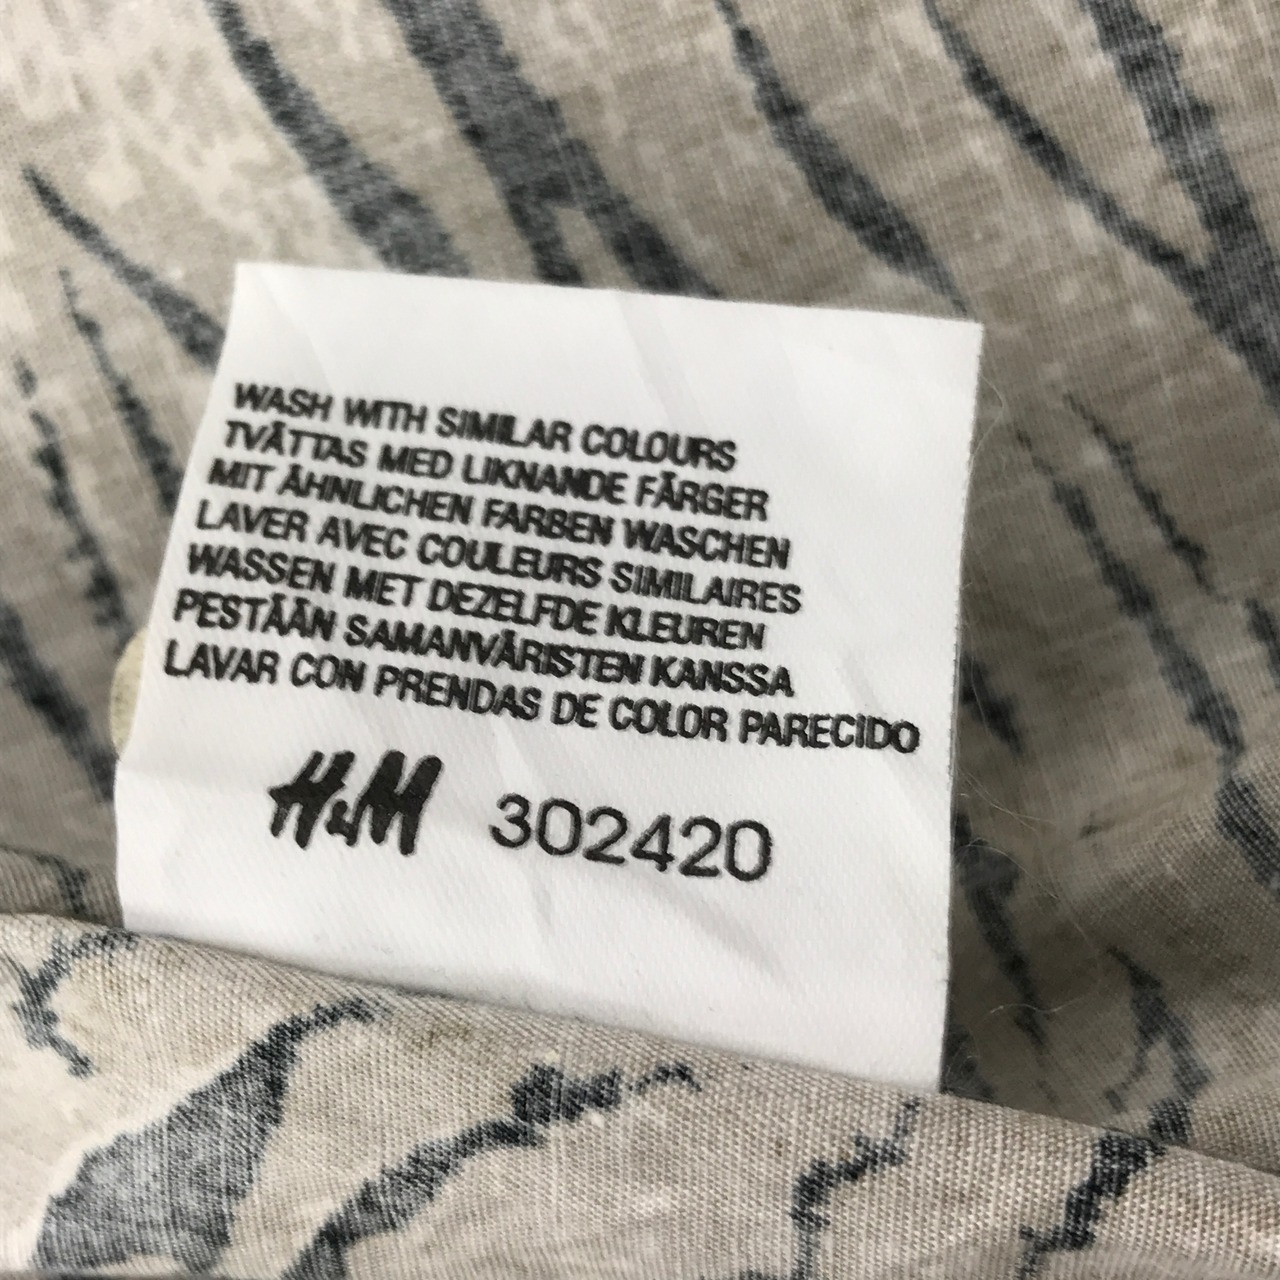 WASH WITH SIMILAR COLOURS
TVÄTTAS MED LIKNANDE FÄRGER
MIT ÄHNLICHEN FARBEN WASCHEN
LAVER AVEC COULEURS SIMILAIRES
WASSEN MET DEZELFDE KLEUREN
PESTÄÄN SAMANVÄRISTEN KANSSA
LAVAR CON PRENDAS DE COLOR PARECIDO
H&M 302420